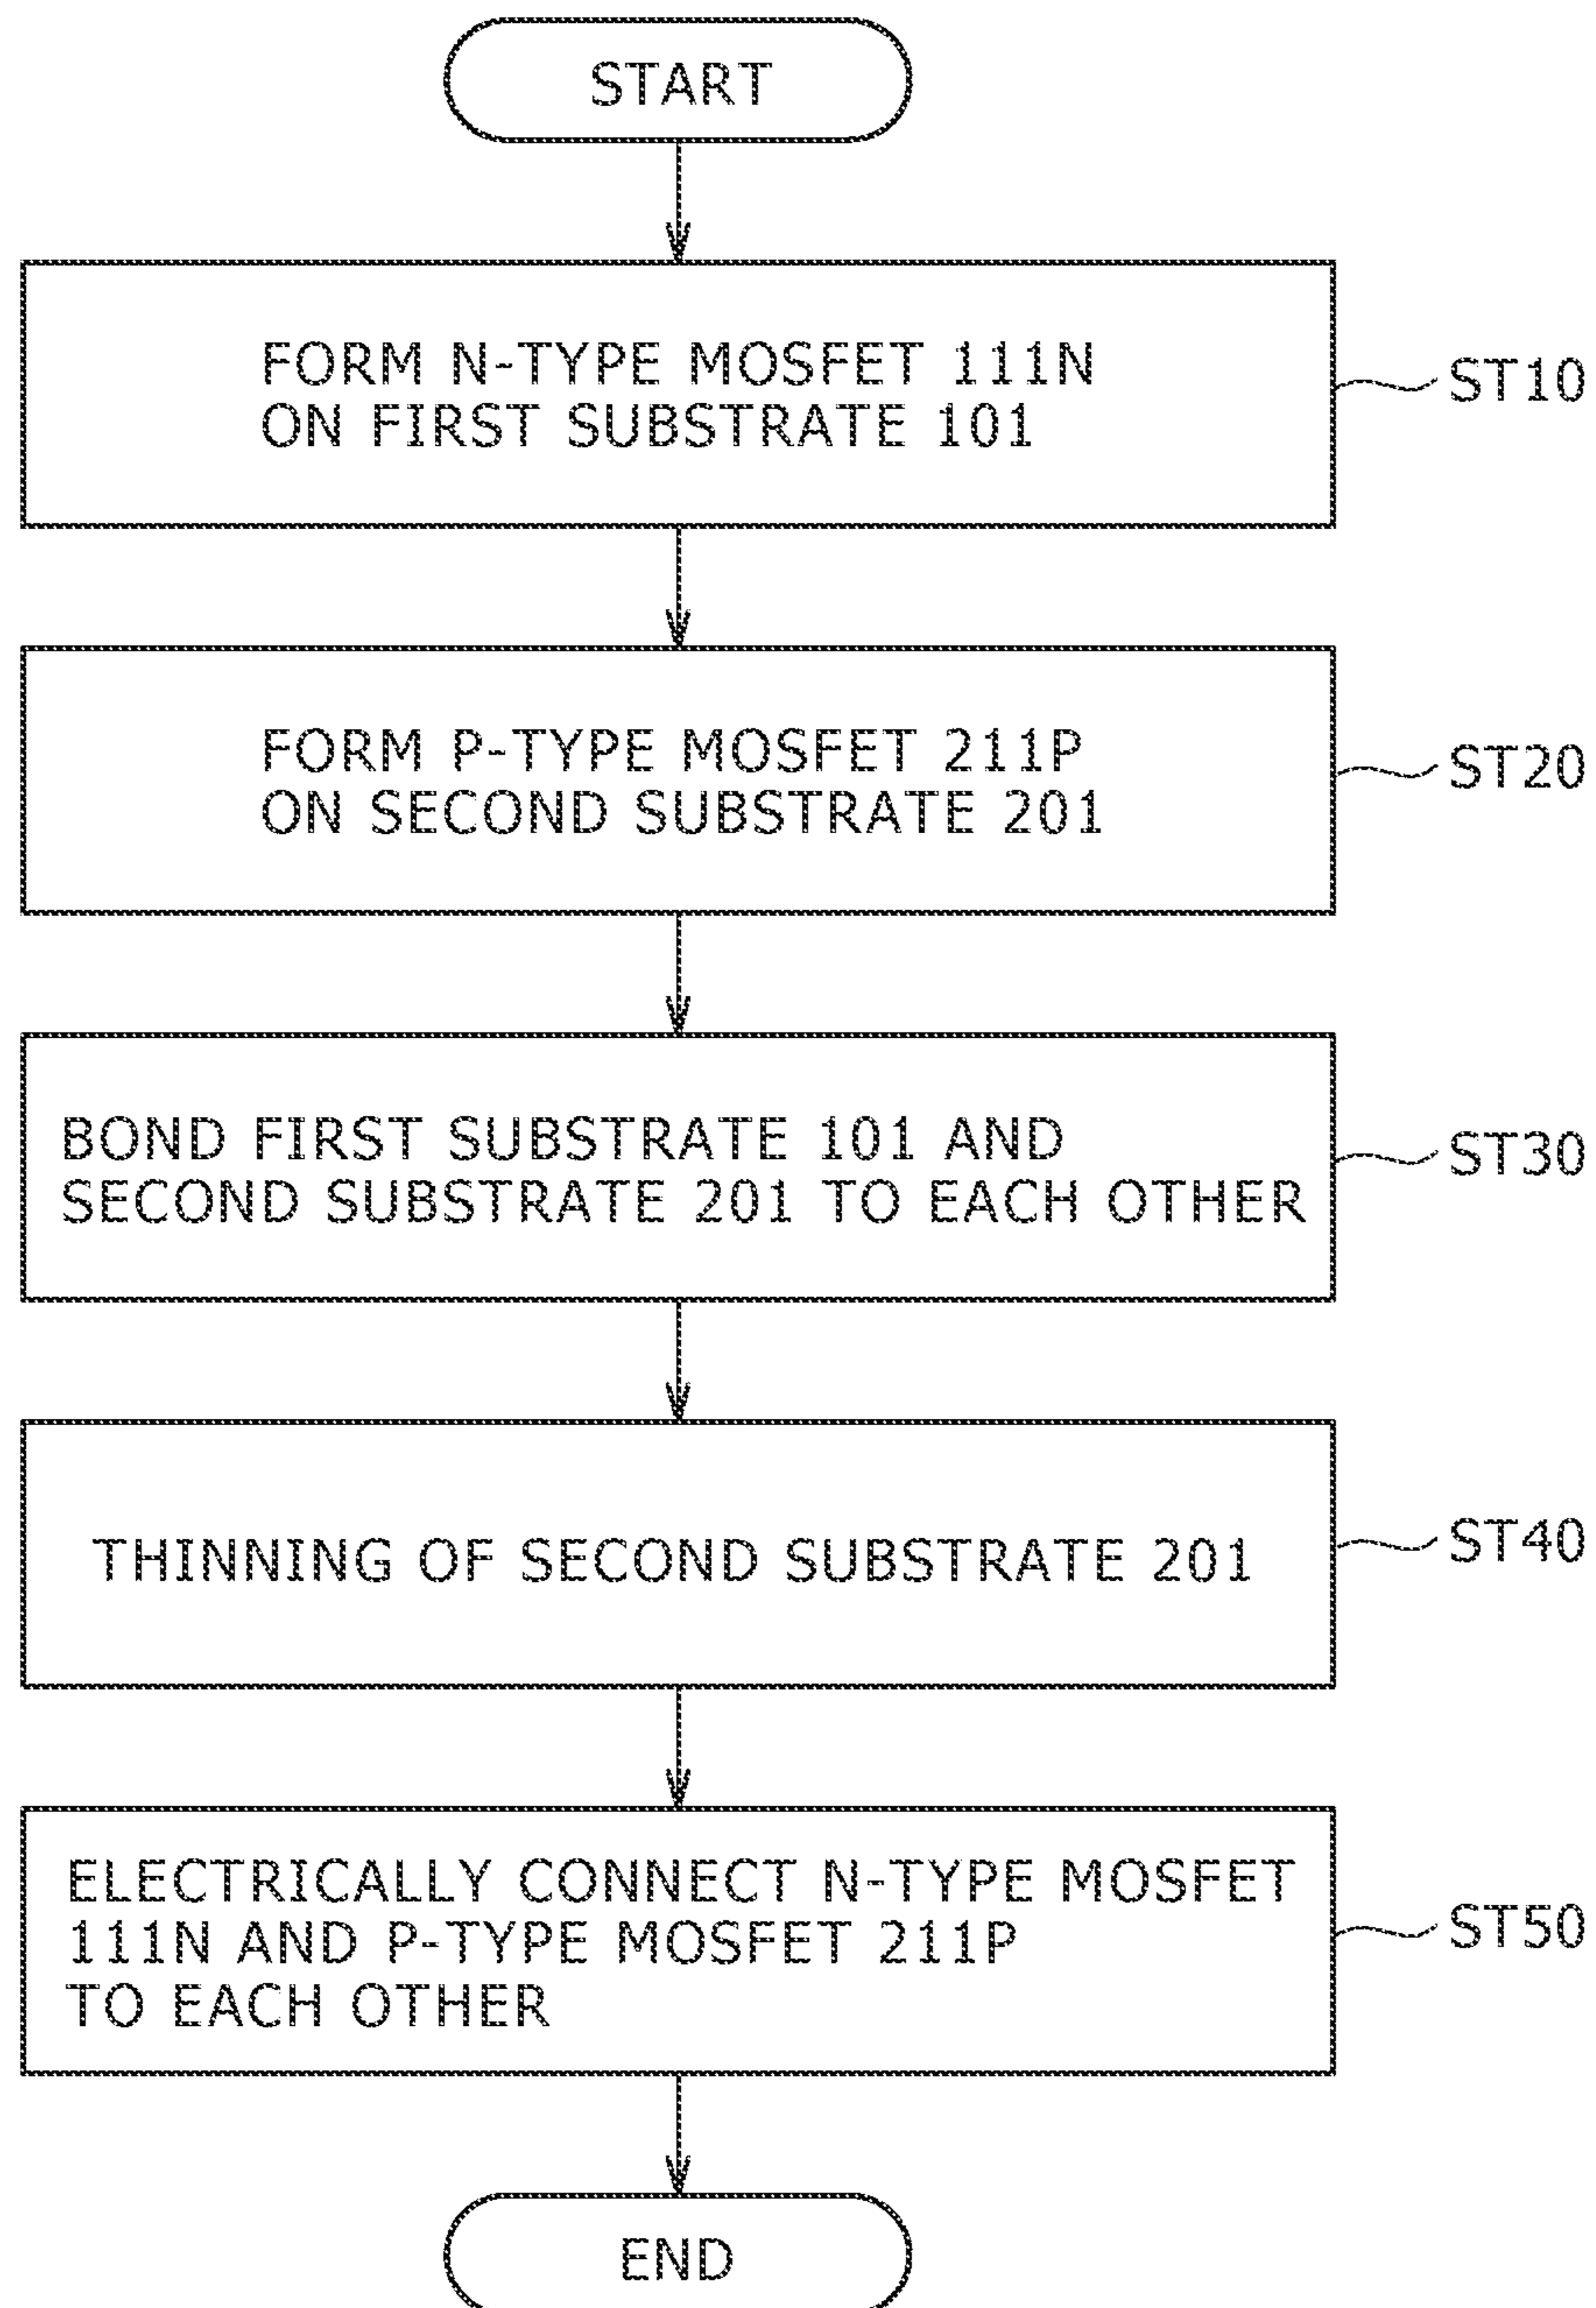 START
FORM N-TYPE MOSFET 111N
ON FIRST SUBSTRATE 101
ST10
FORM P-TYPE MOSFET 211P
ON SECOND SUBSTRATE 201
ST20
BOND FIRST SUBSTRATE 101 AND
SECOND SUBSTRATE 201 TO EACH OTHER
ST30
THINNING OF SECOND SUBSTRATE 201
ST40
ELECTRICALLY CONNECT N-TYPE MOSFET
111N AND P-TYPE MOSFET 211P
TO EACH OTHER
ST50
END